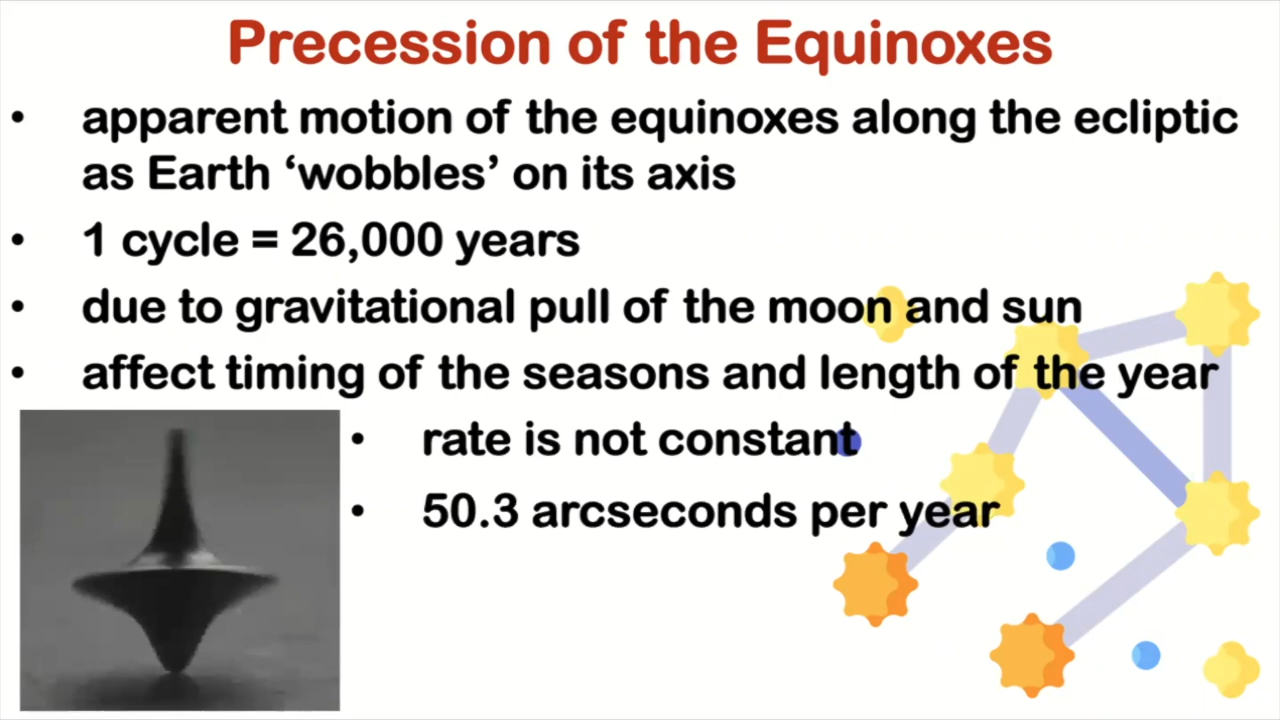 Precession of the Equinoxes
• apparent motion of the equinoxes along the ecliptic
as Earth ‘wobbles’ on its axis
• 1 cycle = 26,000 years
• due to gravitational pull of the moon and sun
• affect timing of the seasons and length of the year
• rate is not constant
• 50.3 arcseconds per year